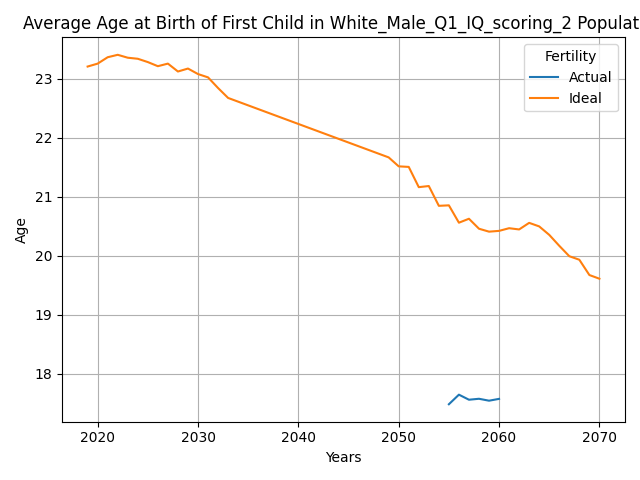 Average Age at Birth of First Child in White_Male_Q1_IQ_scoring_2 Populat
Fertility
Actual
Ideal
Age
23
22
21
20
19
18
2020 2030 2040 2050 2060 2070
Years